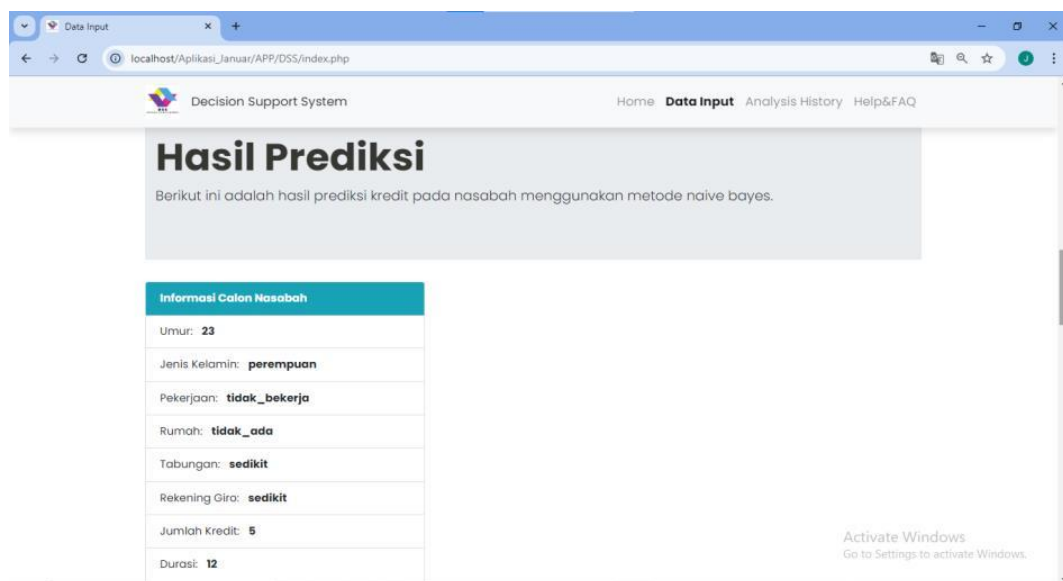 Data Input
localhost/Aplikasi_Januar/APP/DSS/index.php
J
Decision Support System
Home Data Input Analysis History Help&FAQ
Hasil Prediksi
Berikut ini adalah hasil prediksi kredit pada nasabah menggunakan metode naive bayes.
Informasi Calon Nasabah
Umur: 23
Jenis Kelamin: perempuan
Pekerjaan: tidak_bekerja
Rumah: tidak_ada
Tabungan: sedikit
Rekening Giro: sedikit
Jumlah Kredit: 5
Durasi: 12
Activate Windows
Go to Settings to activate Windows.